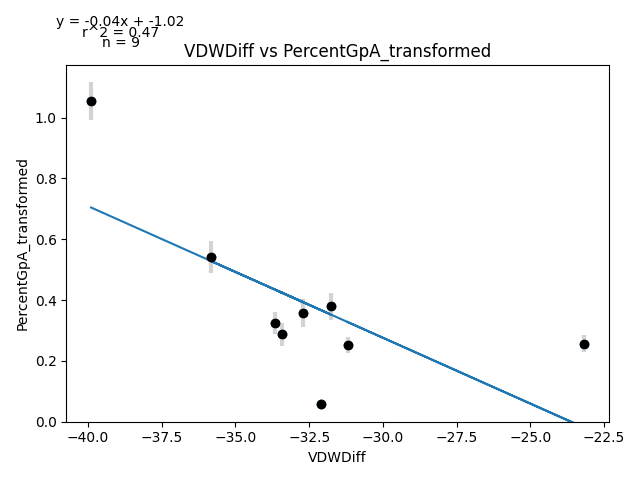 y = -0.04x + -1.02
r^2 = 0.47
n = 9
VDWDiff vs PercentGpA_transformed
PercentGpA_transformed
1.0
0.8
0.6
0.4
0.2
0.0
−40.0 −37.5 −35.0 −32.5 −30.0 −27.5 −25.0 −22.5
VDWDiff